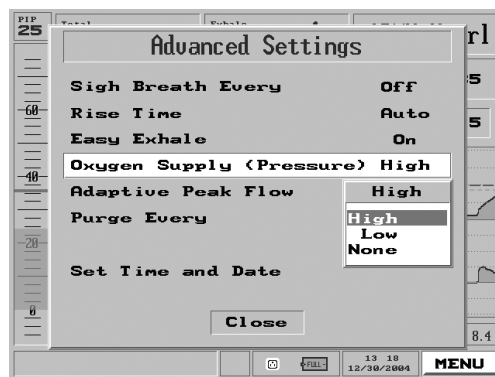 PIP
25
Total
Exhale
Advanced Settings
Sigh Breath Every Off
Rise Time Auto
Easy Exhale On
Oxygen Supply (Pressure) High
Adaptive Peak Flow High
Purge Every
High
Low
None
Set Time and Date
Close
60
40
20
0
5
5
8.4
FULL
13 18
12/30/2004
MENU